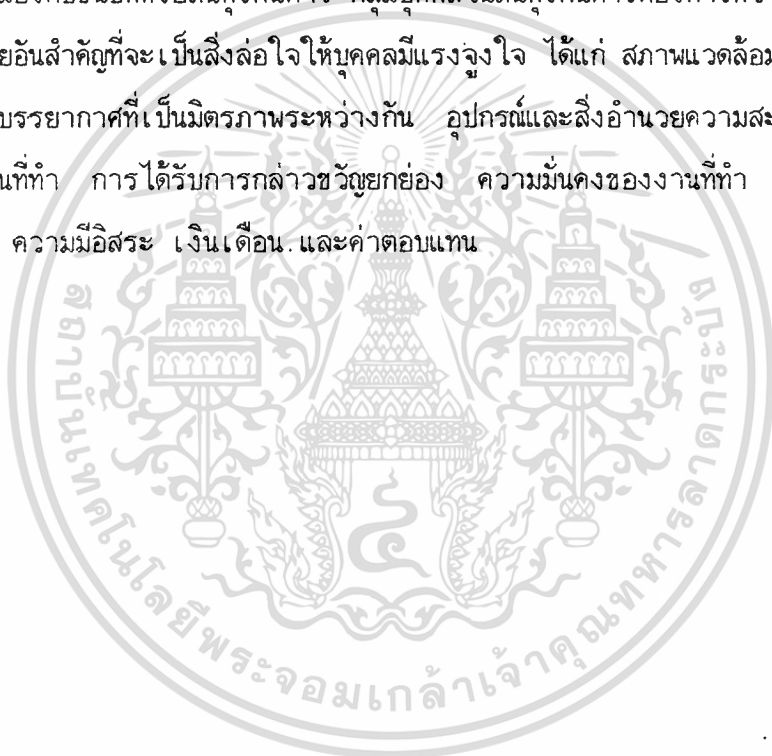 ยอันสำคัญที่จะเป็นสิ่งล่อใจให้บุคคลมีแรงจูงใจ ได้แก่ สภาพแวดล้อม
บรรยากาศที่เป็นมิตรภาพระหว่างกัน อุปกรณ์และสิ่งอำนวยความสะ
นที่ทำ การได้รับการกล่าวขวัญยกย่อง ความมั่นคงของงานที่ทำ
ความมีอิสระ เงินเดือน.และค่าตอบแทน
สถาบันเทคโนโลยีพระจอมเกล้าเจ้าคุณทหารลาดกระบัง